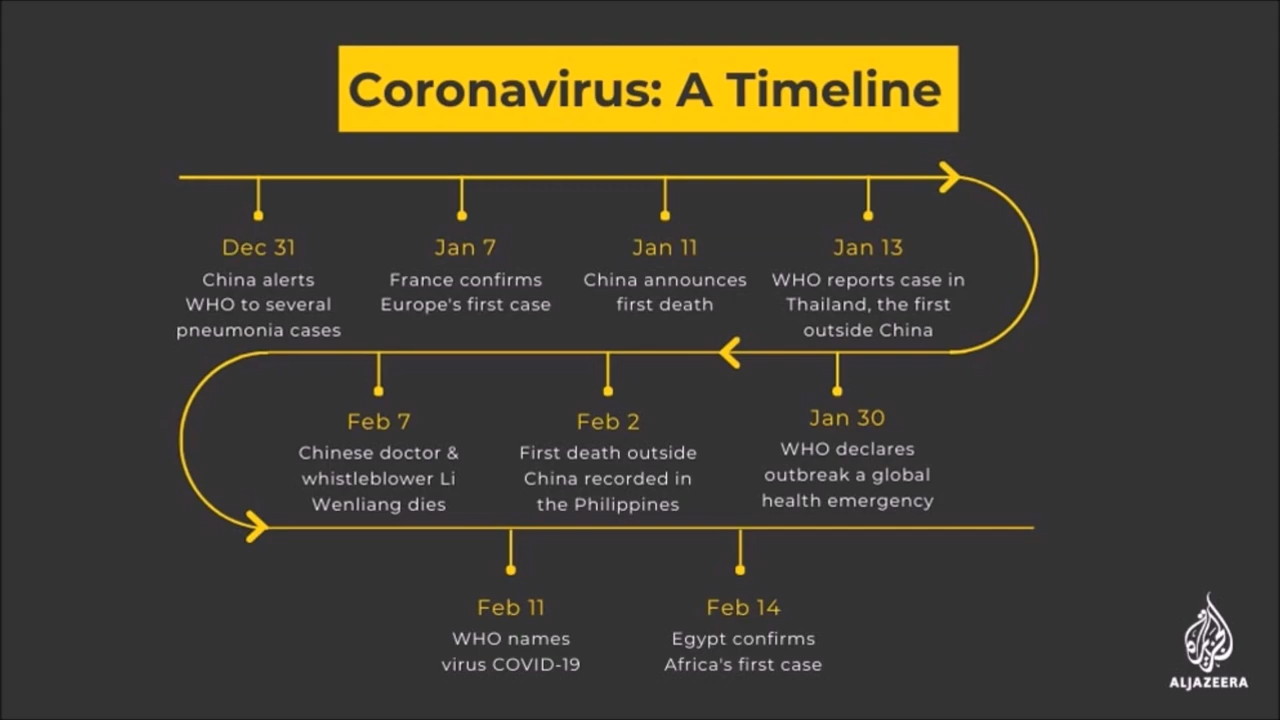 Coronavirus: A Timeline
Dec 31
China alerts
WHO to several
pneumonia cases
Jan 7
France confirms
Europe's first case
Jan 11
China announces
first death
Jan 13
WHO reports case in
Thailand, the first
outside China
Jan 30
WHO declares
outbreak a global
health emergency
Feb 2
First death outside
China recorded in
the Philippines
Feb 7
Chinese doctor &
whistleblower Li
Wenliang dies
Feb 11
WHO names
virus COVID-19
Feb 14
Egypt confirms
Africa's first case
الجزيرة
ALJAZEERA